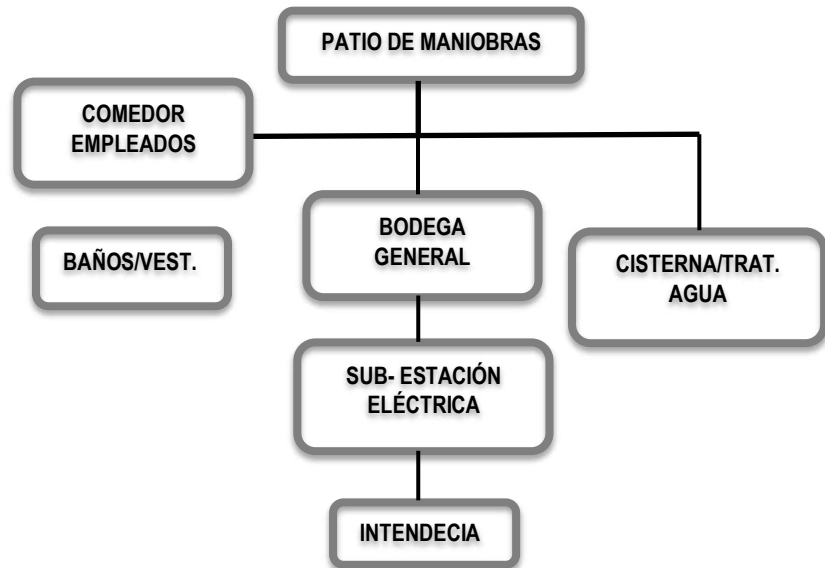 PATIO DE MANIOBRAS
COMEDOR
EMPLEADOS
BODEGA
GENERAL
BAÑOS/VEST.
CISTERNA/TRAT.
AGUA
SUB- ESTACIÓN
ELÉCTRICA
INTENDECIA